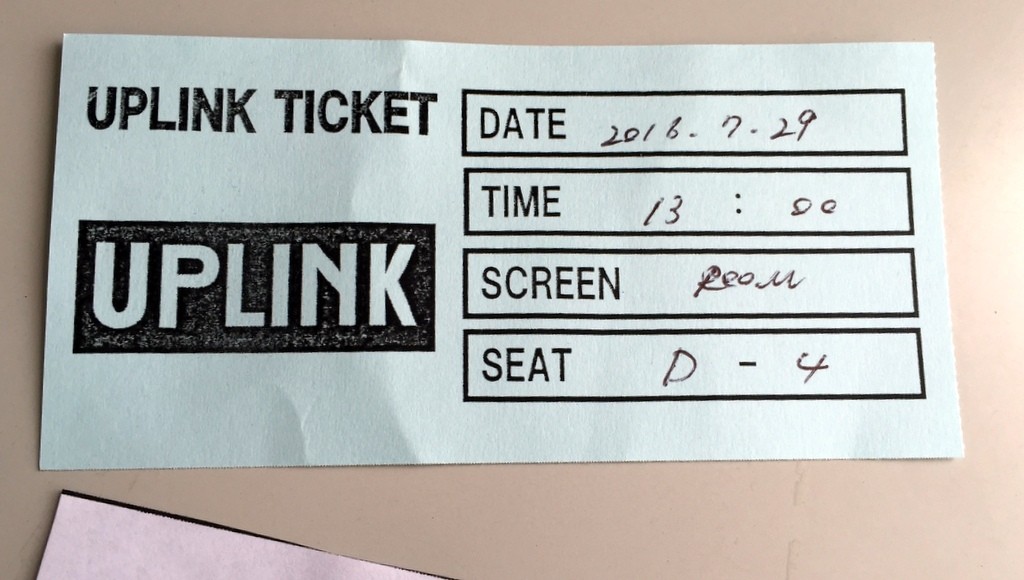 UPLINK TICKET
UPLINK
DATE 2016. 7. 29
TIME 13 : 00
SCREEN ROOM
SEAT D - 4